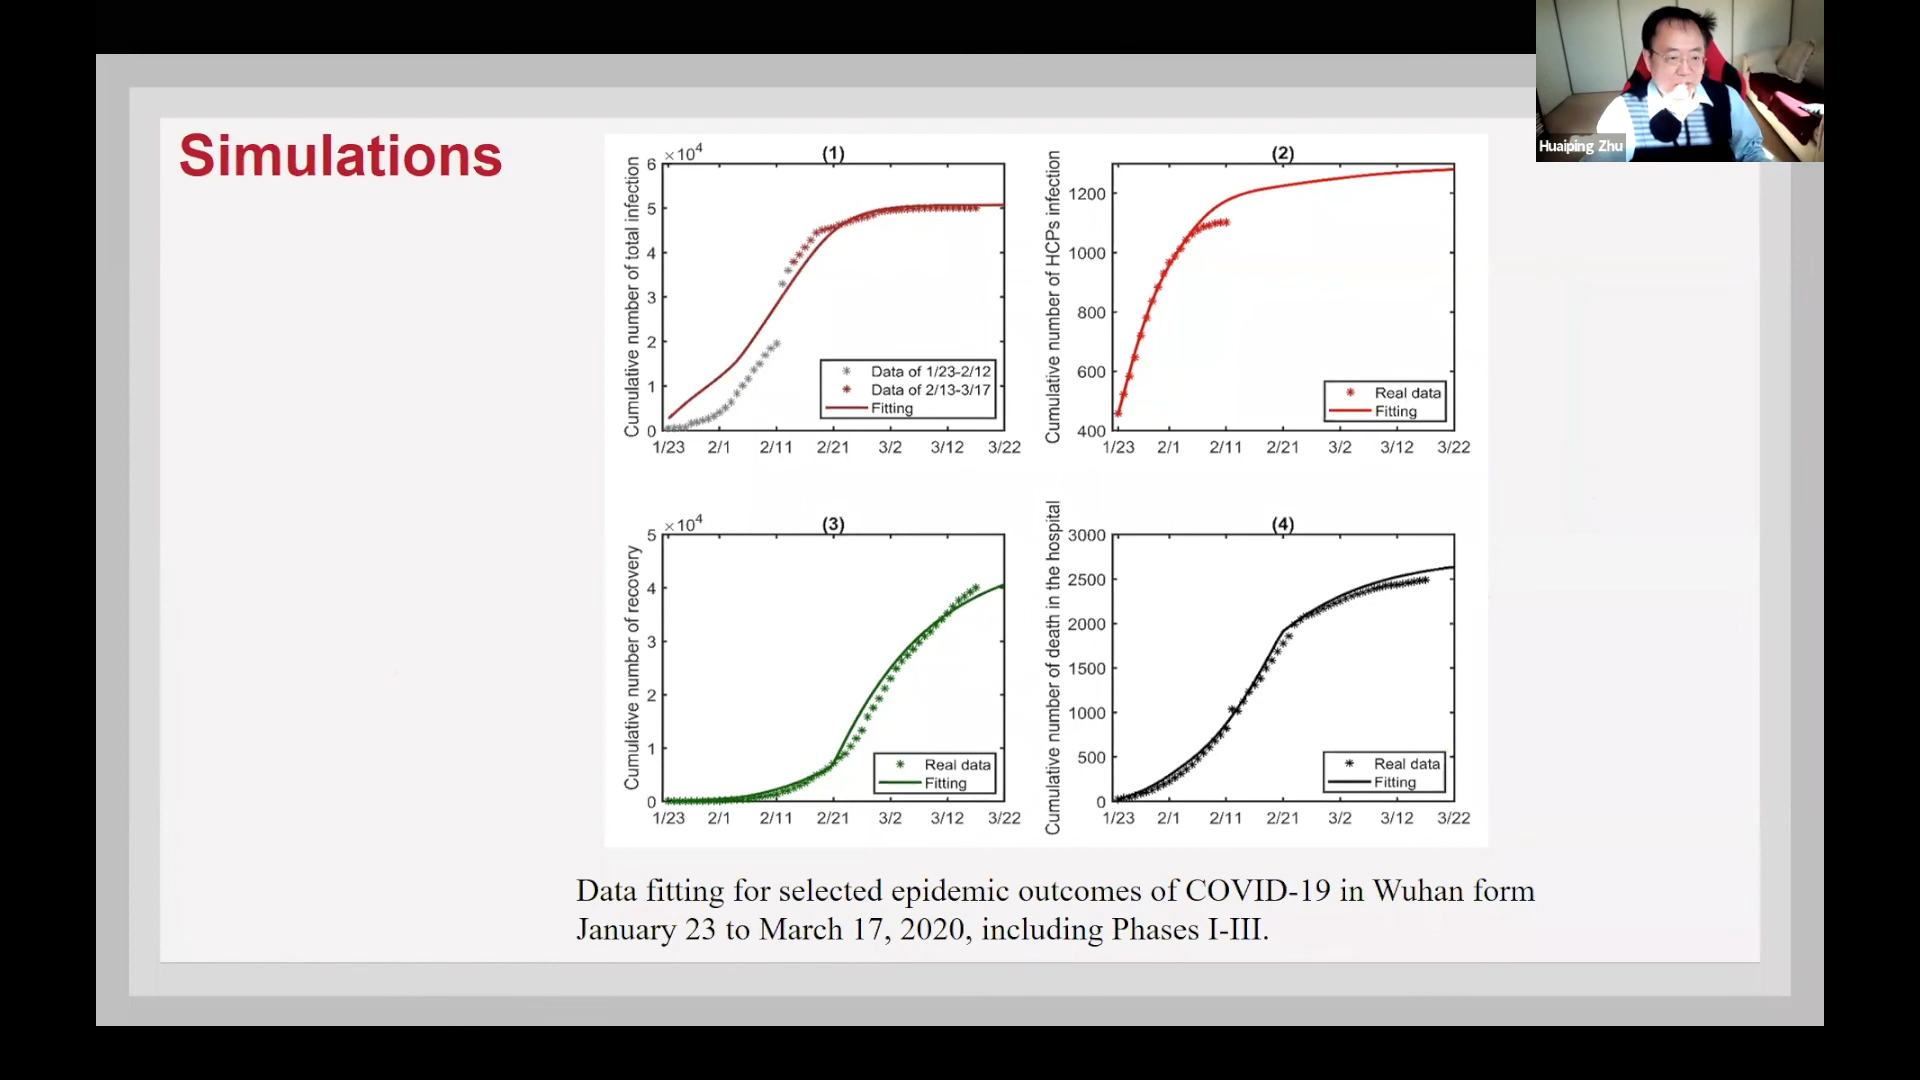 Simulations
Huaiping Zhu
(1)
×10⁴
Cumulative number of total infection
6
5
4
3
2
1
0
1/23 2/1 2/11 2/21 3/2 3/12 3/22
Data of 1/23-2/12
Data of 2/13-3/17
Fitting
(2)
Cumulative number of HCPs infection
1200
1000
800
600
400
1/23 2/1 2/11 2/21 3/2 3/12 3/22
Real data
Fitting
(3)
×10⁴
Cumulative number of recovery
5
4
3
2
1
0
1/23 2/1 2/11 2/21 3/2 3/12 3/22
Real data
Fitting
(4)
Cumulative number of death in the hospital
3000
2500
2000
1500
1000
500
0
1/23 2/1 2/11 2/21 3/2 3/12 3/22
Real data
Fitting
Data fitting for selected epidemic outcomes of COVID-19 in Wuhan form
January 23 to March 17, 2020, including Phases I-III.